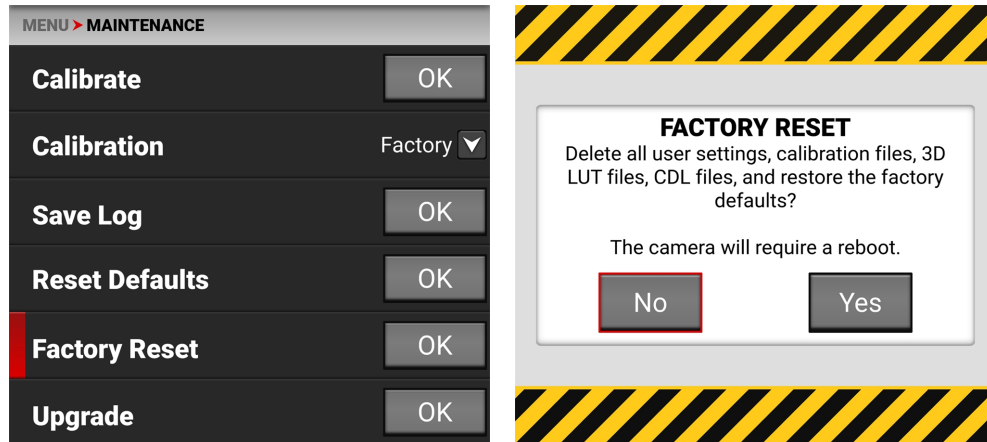 MENU > MAINTENANCE
Calibrate OK
Calibration Factory
Save Log OK
Reset Defaults OK
Factory Reset OK
Upgrade OK
FACTORY RESET
Delete all user settings, calibration files, 3D
LUT files, CDL files, and restore the factory
defaults?
The camera will require a reboot.
No Yes